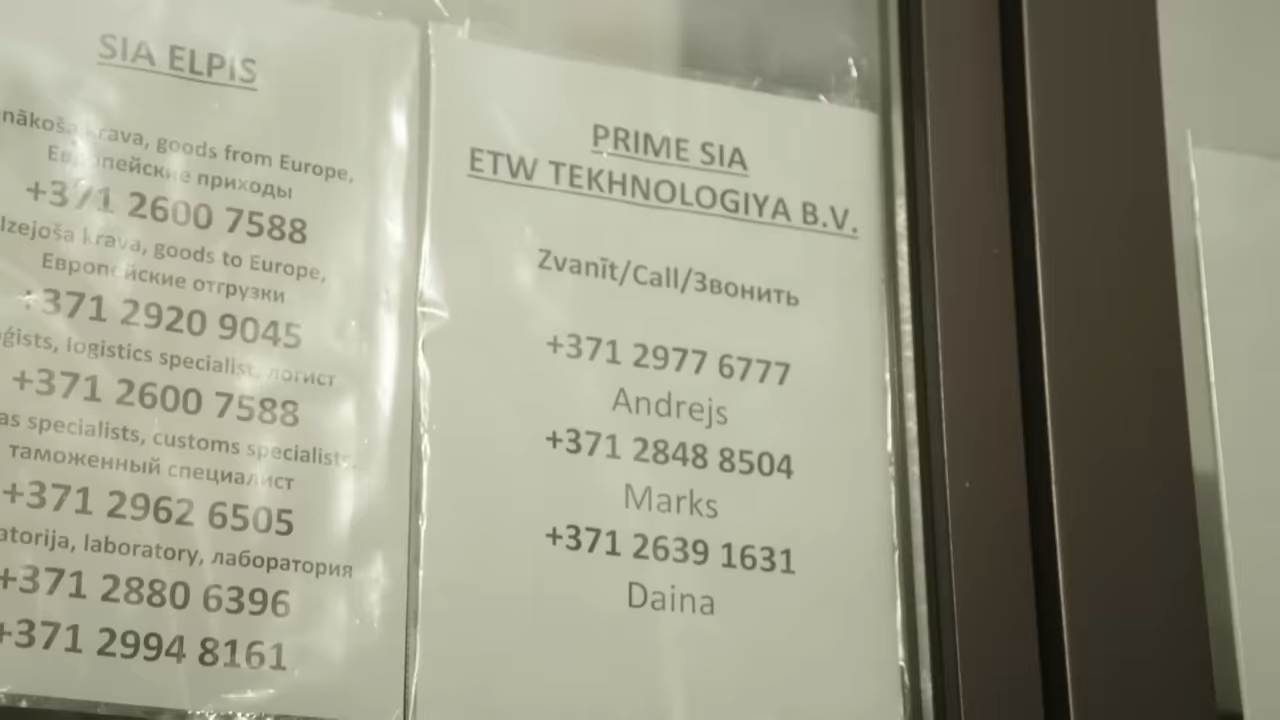 SIA ELPIS
krava, goods from Europe,
Европейские приходы
+371 2600 7588
Izejoša krava, goods to Europe,
Европейские отгрузки
+371 2920 9045
logistics specialist, логист
+371 2600 7588
specialists, customs specialists,
таможенный специалист
+371 2962 6505
laboratory, лаборатория
+371 2880 6396
+371 2994 8161
PRIME SIA
ETW TEKHNOLOGIYA B.V.
Zvanīt/Call/Звонить
+371 2977 6777
Andrejs
+371 2848 8504
Marks
+371 2639 1631
Daina